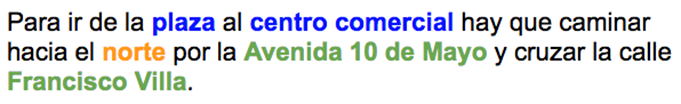 Para ir de la plaza al centro comercial hay que caminar
hacia el norte por la Avenida 10 de Mayo y cruzar la calle
Francisco Villa.